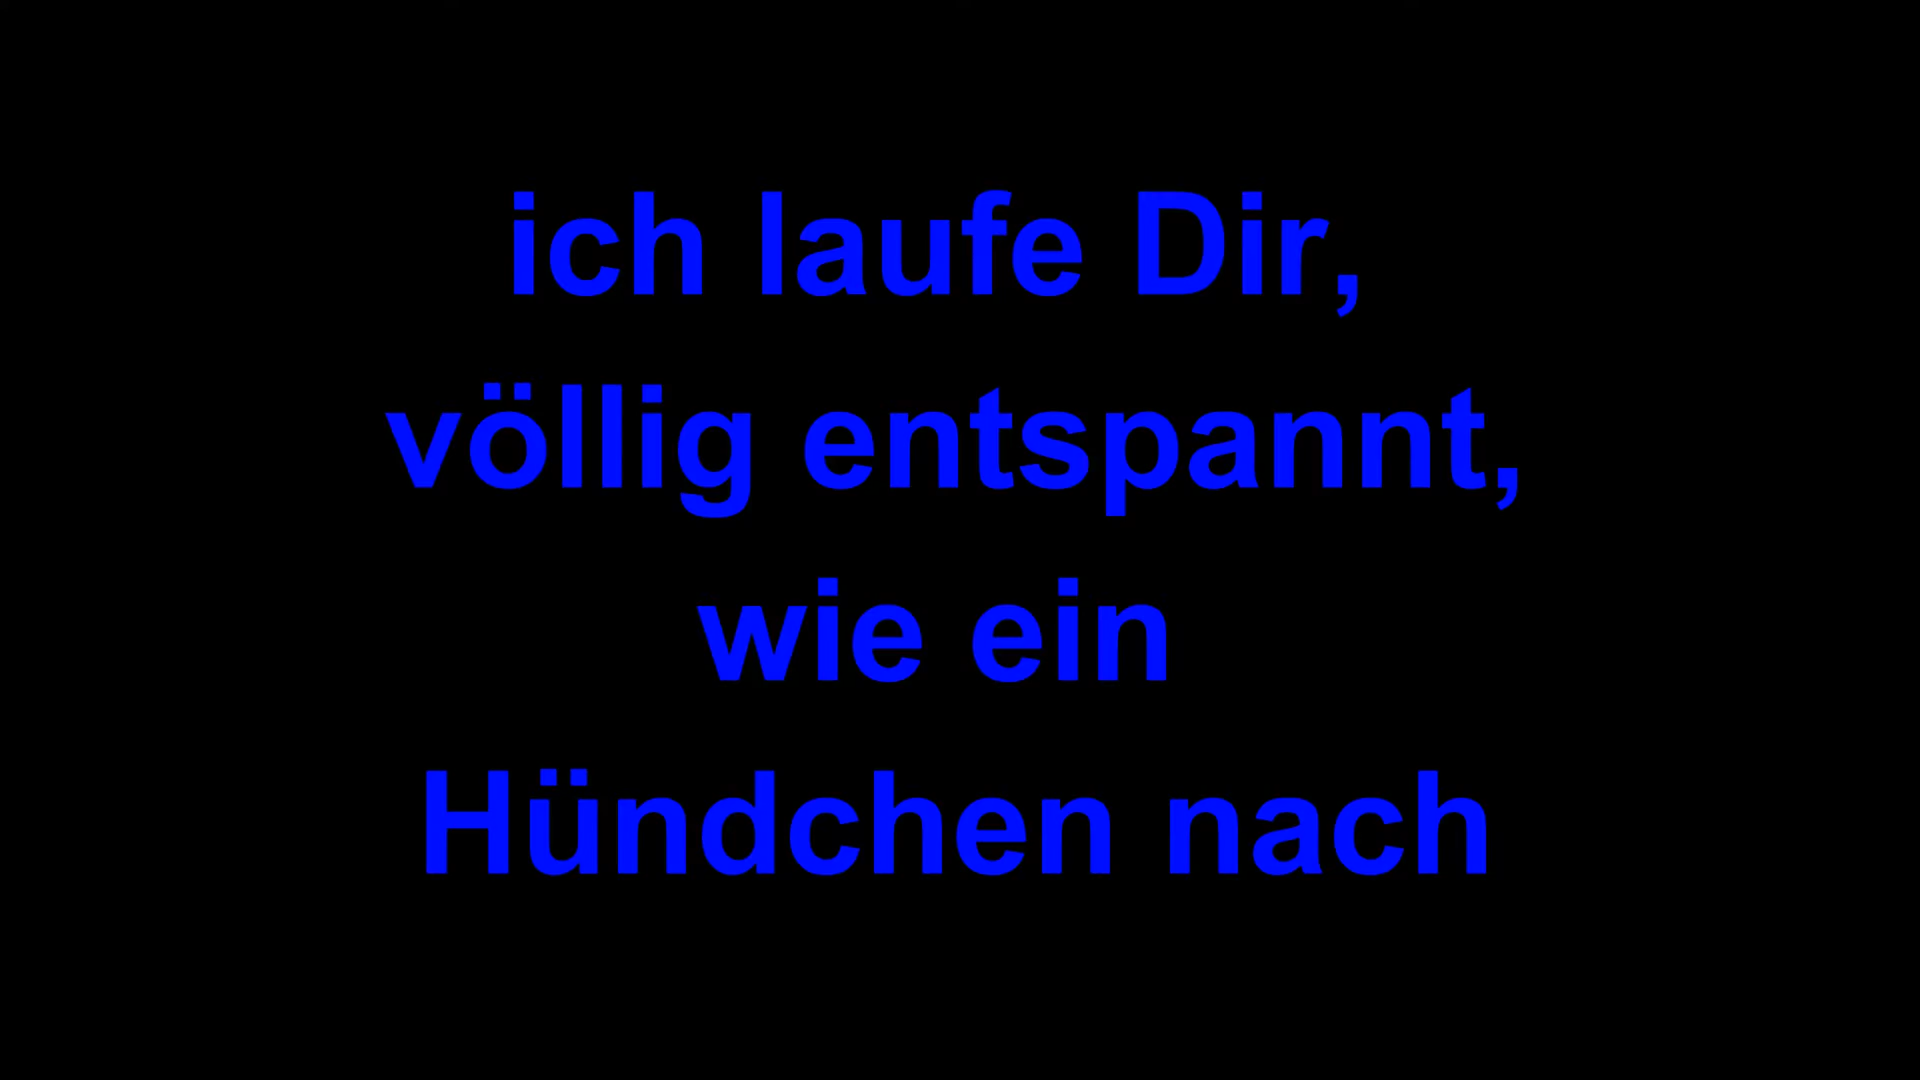 ich laufe Dir,
völlig entspannt,
wie ein
Hündchen nach